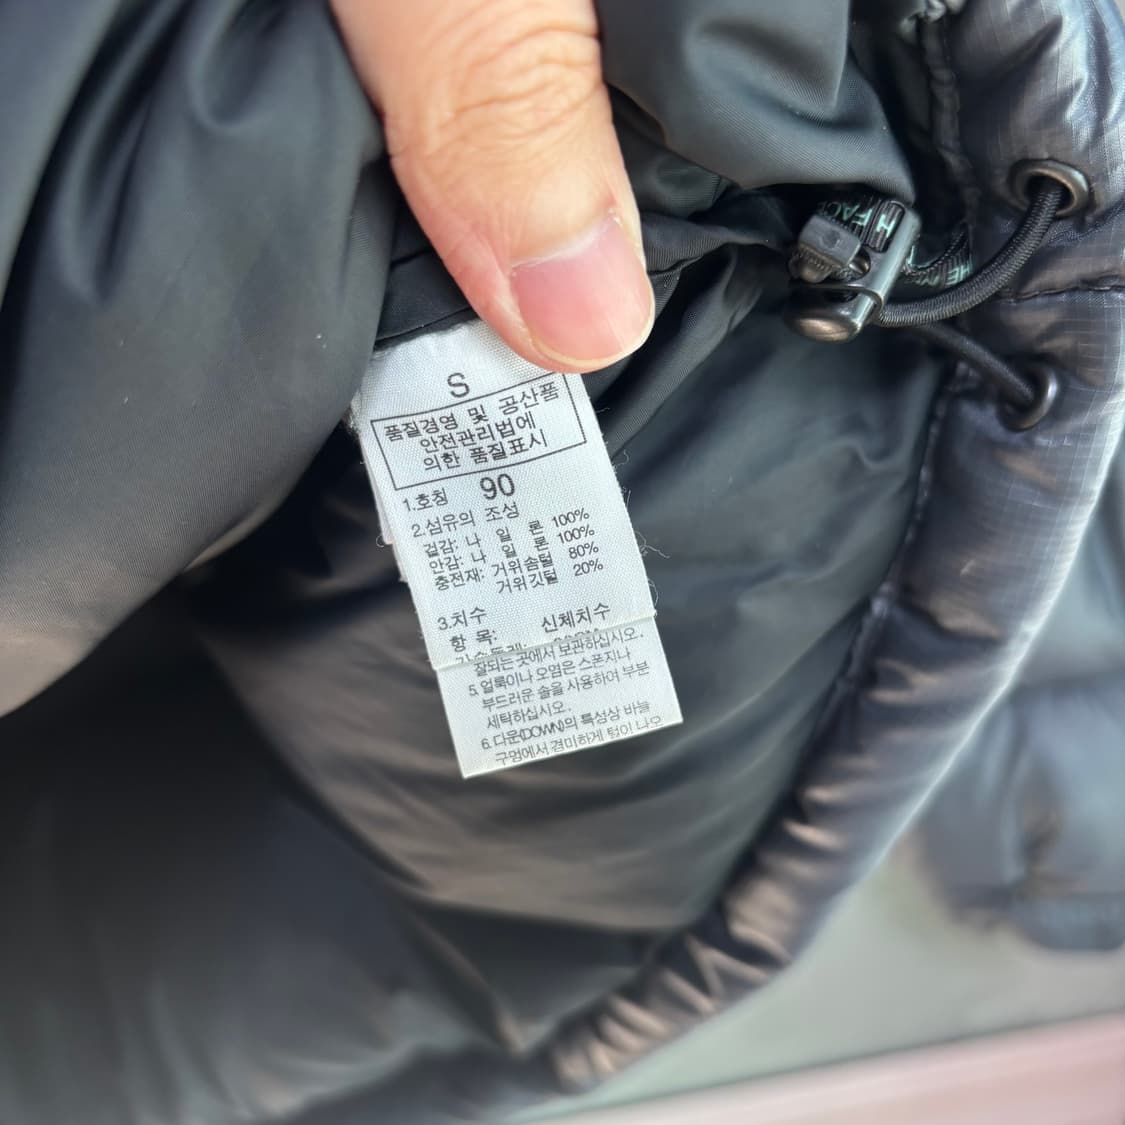 S
품질경영 및 공산품
안전관리법에
의한 품질표시
1.호칭 90
2.섬유의 조성
겉감: 나 일 론 100%
안감: 나 일 론 100%
충전재: 거위솜털 80%
거위깃털 20%
3.치수 신체치수
항 목:
잘되는 곳에서 보관하십시오.
5. 얼룩이나 오염은 스폰지나
부드러운 솔을 사용하여 부분
세탁하십시오.
6. 다운(DOWN)의 특성상 바늘
구멍에서 경미하게 털이 나오
FACE
H
HE